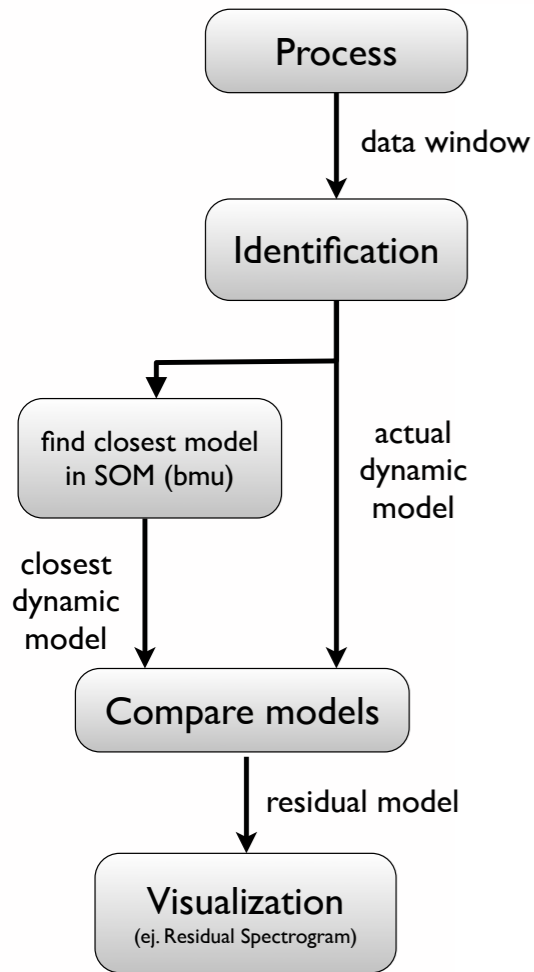 Process
data window
Identification
find closest model
in SOM (bmu)
actual
dynamic
model
closest
dynamic
model
Compare models
residual model
Visualization
(ej. Residual Spectrogram)